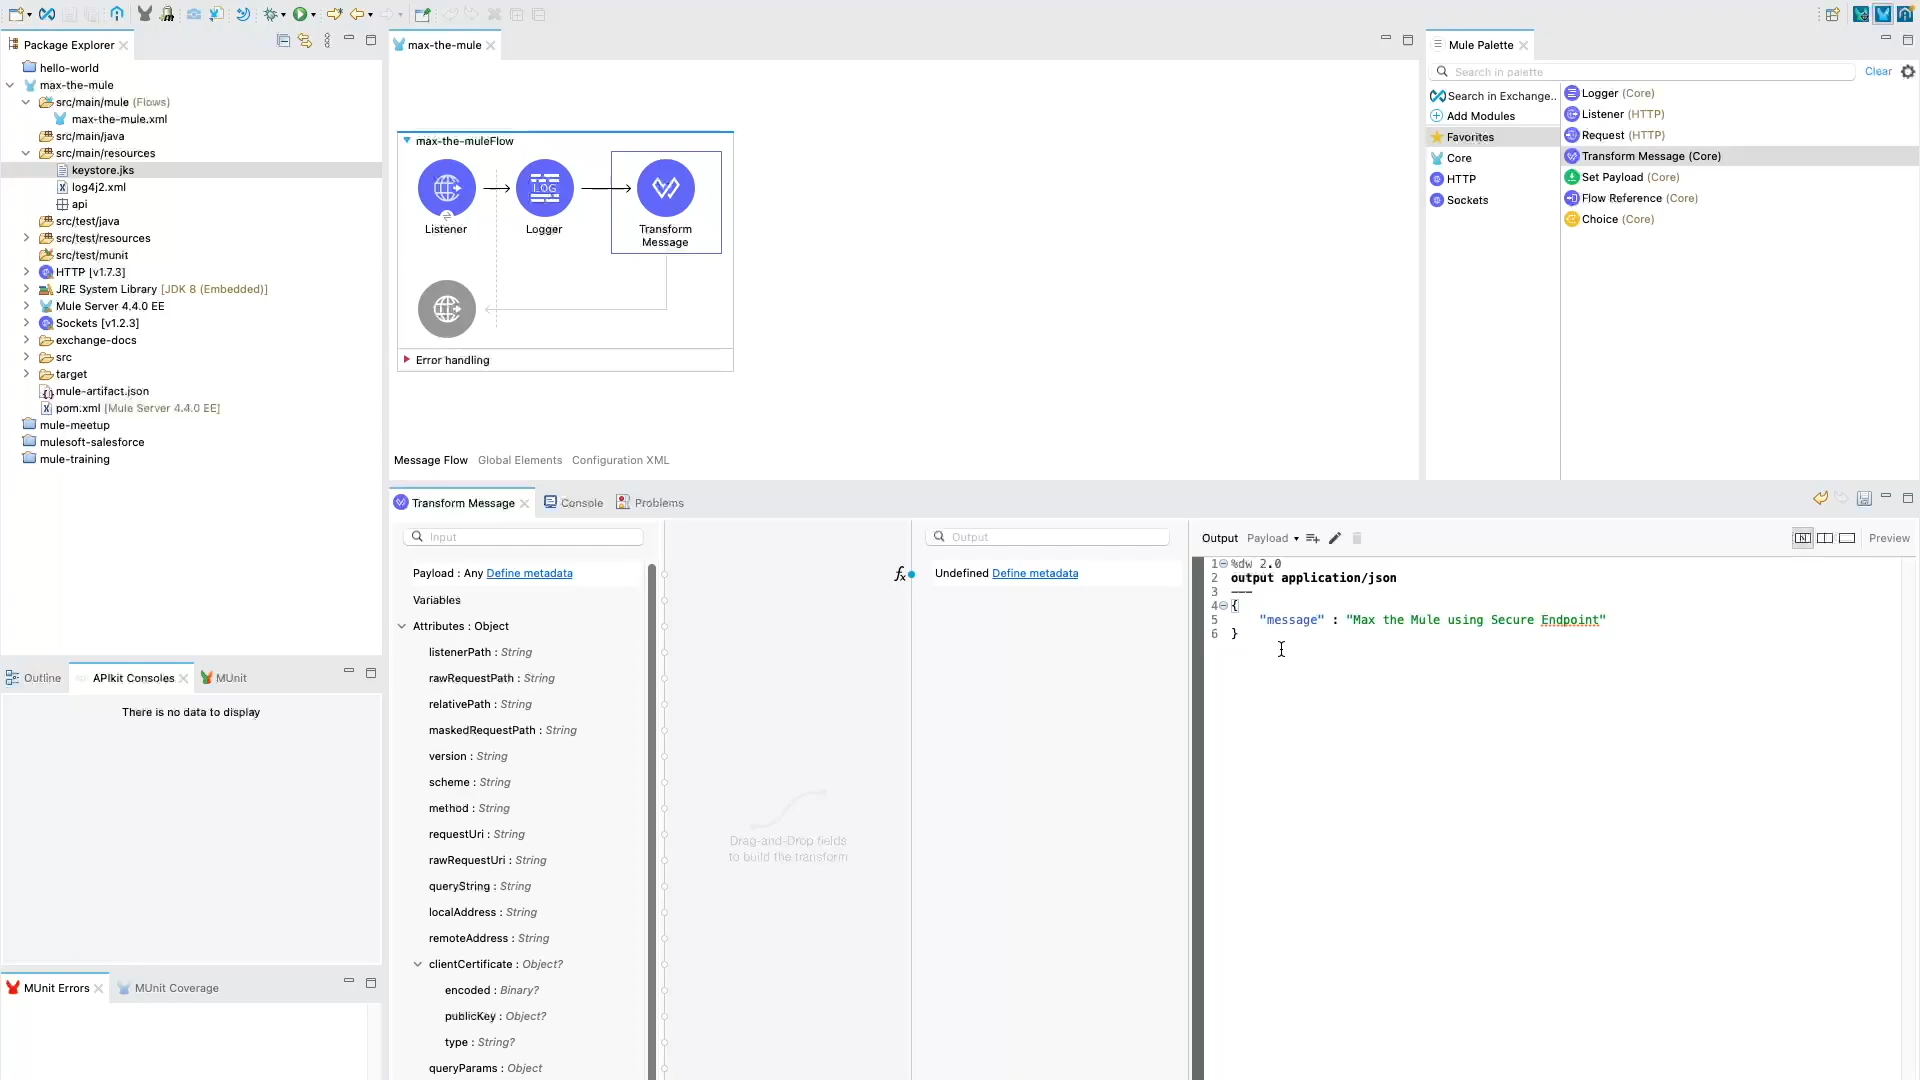 Package Explorer
hello-world
max-the-mule
src/main/mule (Flows)
max-the-mule.xml
src/main/java
src/main/resources
keystore.jks
log4j2.xml
api
src/test/java
src/test/resources
src/test/munit
HTTP [v1.7.3]
JRE System Library [JDK 8 (Embedded)]
Mule Server 4.4.0 EE
Sockets [v1.2.3]
exchange-docs
src
target
mule-artifact.json
pom.xml [Mule Server 4.4.0 EE]
mule-meetup
mulesoft-salesforce
mule-training
Outline
APIkit Consoles
MUnit
There is no data to display
MUnit Errors
MUnit Coverage
max-the-mule
max-the-muleFlow
LOG
Listener
Logger
Transform
Message
Error handling
Message Flow
Global Elements
Configuration XML
Mule Palette
Search in palette
Clear
Search in Exchange..
Add Modules
Favorites
Core
HTTP
Sockets
Logger (Core)
Listener (HTTP)
Request (HTTP)
Transform Message (Core)
Set Payload (Core)
Flow Reference (Core)
Choice (Core)
Transform Message
Console
Problems
Input
Payload : Any Define metadata
Variables
Attributes : Object
listenerPath : String
rawRequestPath : String
relativePath : String
maskedRequestPath : String
version : String
scheme : String
method : String
requestUri : String
rawRequestUri : String
queryString : String
localAddress : String
remoteAddress : String
clientCertificate : Object?
encoded : Binary?
publicKey : Object?
type : String?
queryParams : Object
fx
Drag-and-Drop fields
to build the transform
Output
Undefined Define metadata
Output Payload
Preview
1 %dw 2.0
2 output application/json
3 ---
4 {
5 "message" : "Max the Mule using Secure Endpoint"
6 }